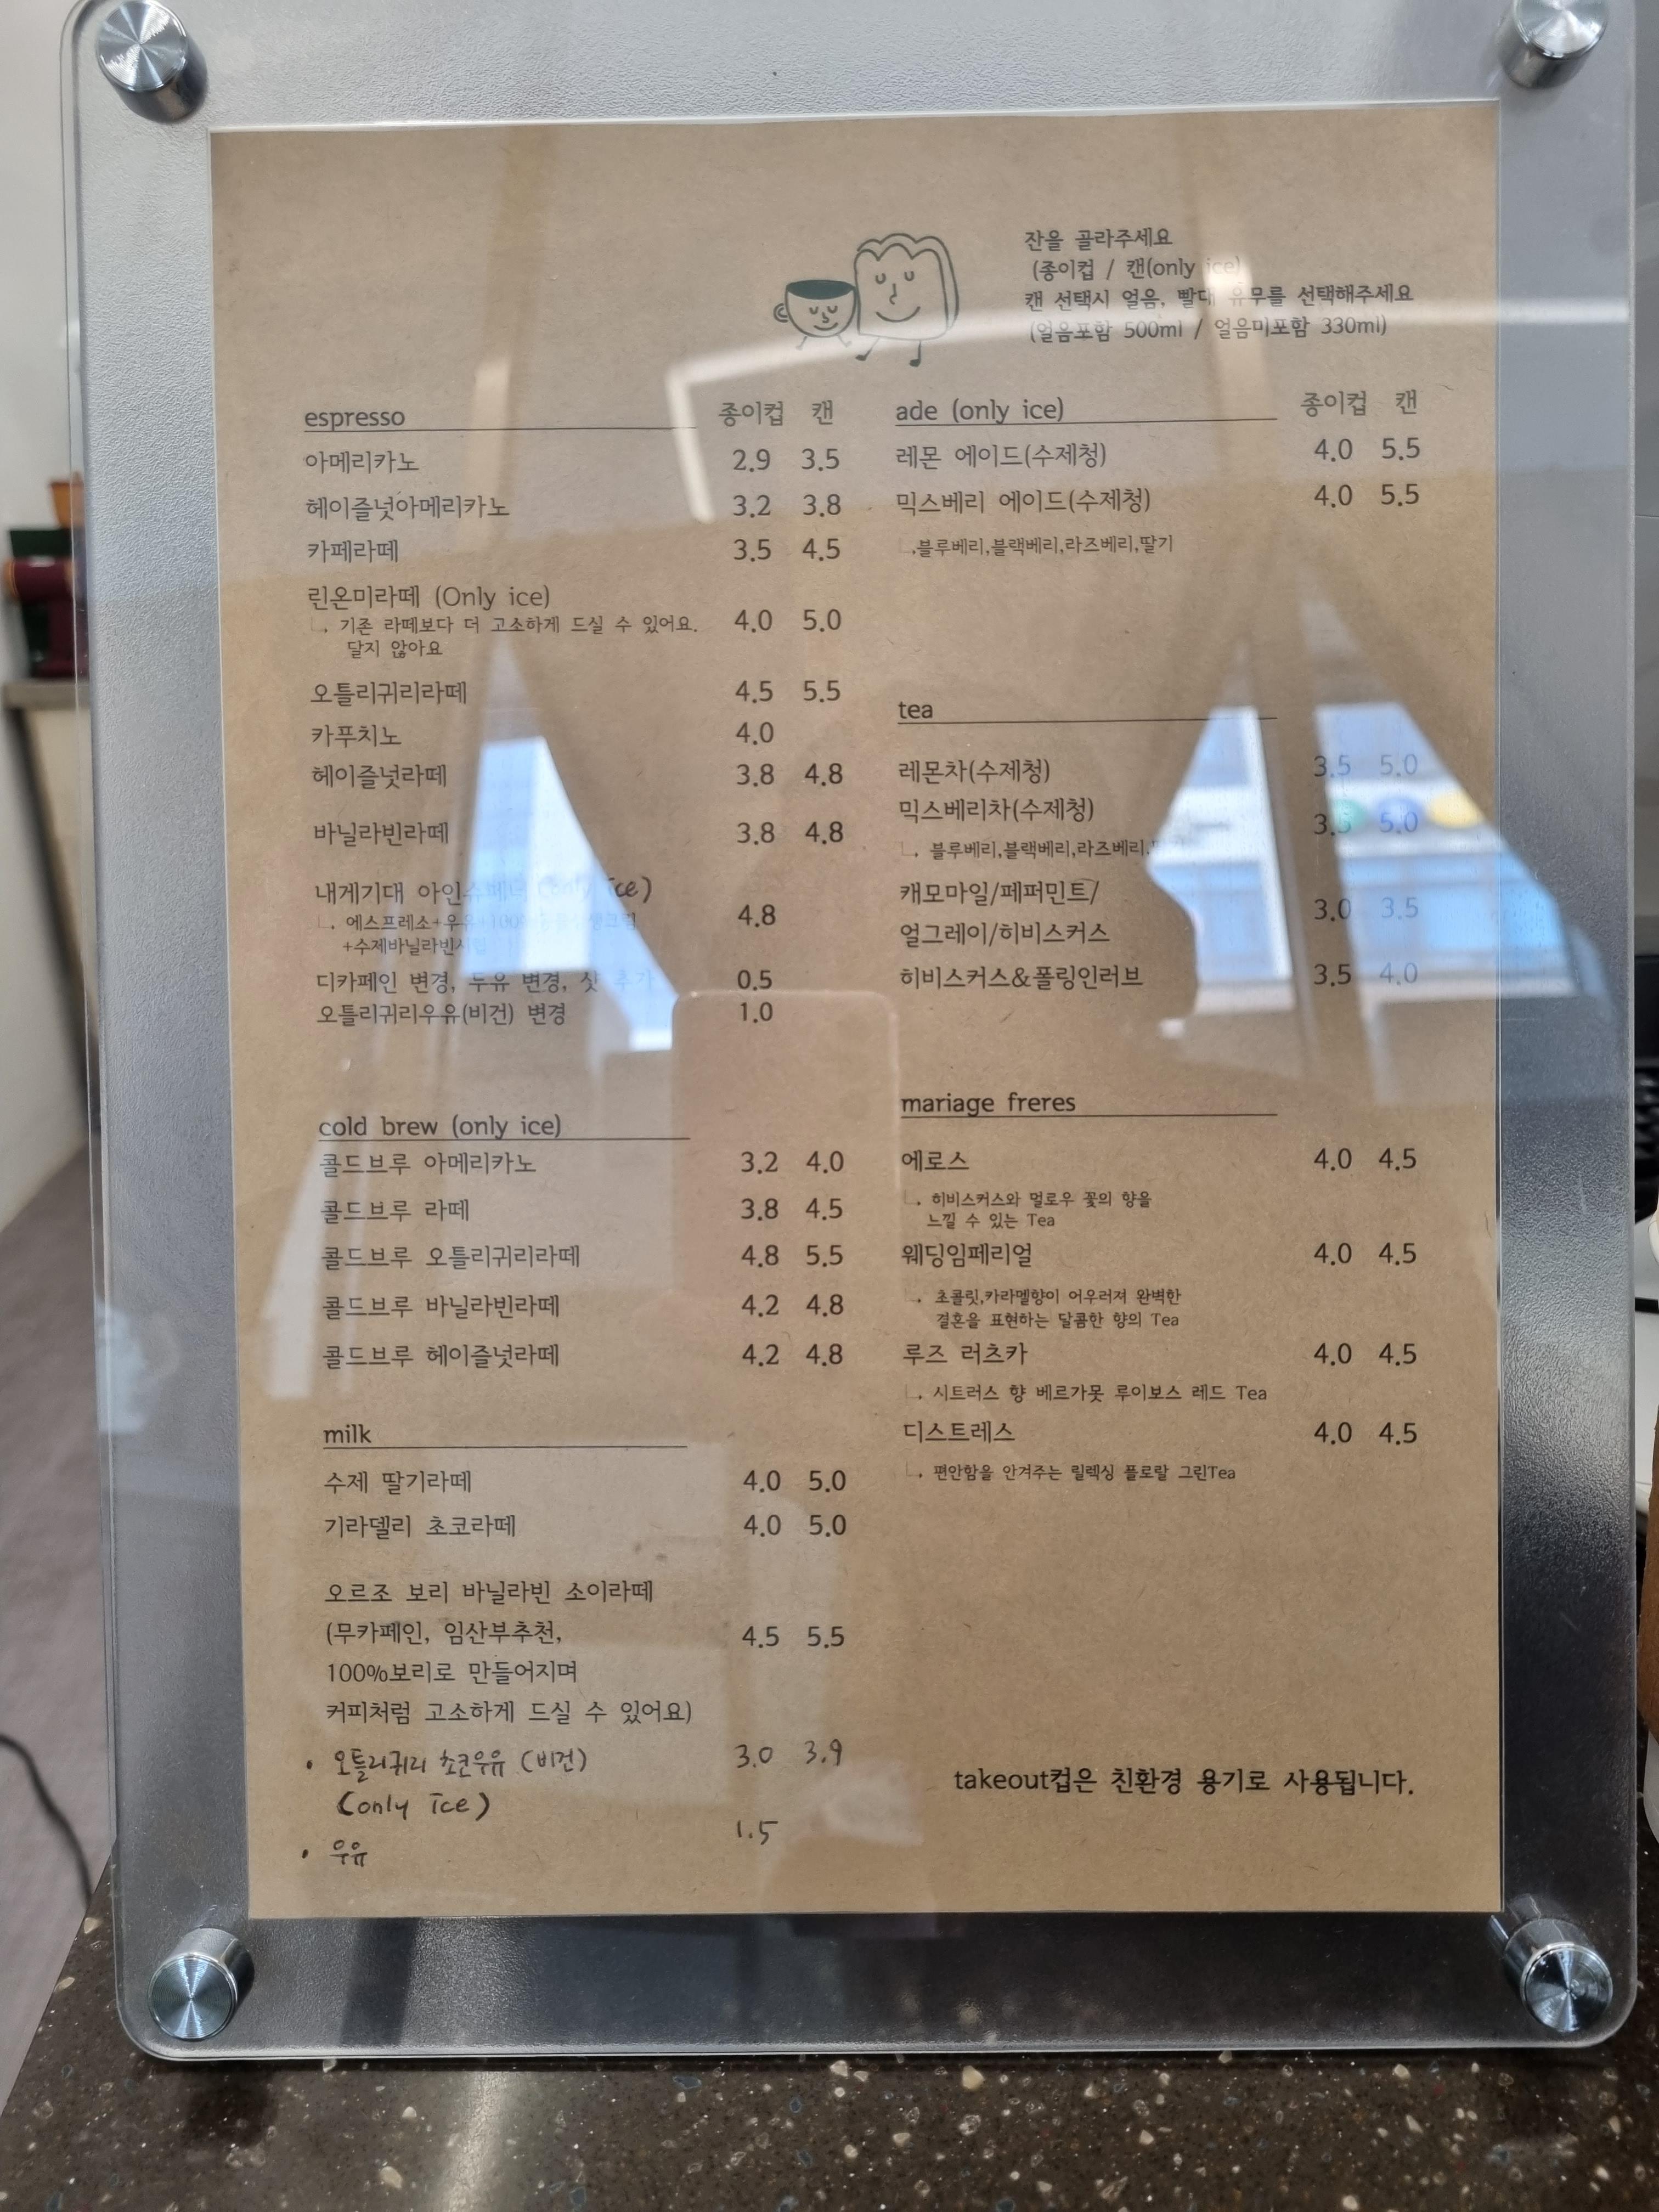 잔을 골라주세요
(종이컵 / 캔(only ice)
캔 선택시 얼음, 빨대 유무를 선택해주세요
(얼음포함 500ml / 얼음미포함 330ml)
espresso 종이컵 캔
아메리카노 2.9 3.5
헤이즐넛아메리카노 3.2 3.8
카페라떼 3.5 4.5
린온미라떼 (Only ice)
기존 라떼보다 더 고소하게 드실 수 있어요. 4.0 5.0
달지 않아요
오틀리귀리라떼 4.5 5.5
카푸치노 4.0
헤이즐넛라떼 3.8 4.8
바닐라빈라떼 3.8 4.8
내게기대 아인슈페너 (only ice)
에스프레소+우유+100% 4.8
+수제바닐라빈시럽
디카페인 변경, 두유 변경, 샷 추가 0.5
오틀리귀리우유(비건) 변경 1.0
cold brew (only ice)
콜드브루 아메리카노 3.2 4.0
콜드브루 라떼 3.8 4.5
콜드브루 오틀리귀리라떼 4.8 5.5
콜드브루 바닐라빈라떼 4.2 4.8
콜드브루 헤이즐넛라떼 4.2 4.8
milk
수제 딸기라떼 4.0 5.0
기라델리 초코라떼 4.0 5.0
오르조 보리 바닐라빈 소이라떼
(무카페인, 임산부추천, 4.5 5.5
100%보리로 만들어지며
커피처럼 고소하게 드실 수 있어요)
• 오틀리귀리 초코우유 (비건) 3.0 3.9
(only ice)
• 우유 1.5
ade (only ice) 종이컵 캔
레몬 에이드(수제청) 4.0 5.5
믹스베리 에이드(수제청) 4.0 5.5
블루베리,블랙베리,라즈베리,딸기
tea
레몬차(수제청) 3.5 5.0
믹스베리차(수제청) 3.5 5.0
블루베리,블랙베리,라즈베리,
캐모마일/페퍼민트/ 3.0 3.5
얼그레이/히비스커스
히비스커스&폴링인러브 3.5 4.0
mariage freres
에로스 4.0 4.5
히비스커스와 멀로우 꽃의 향을
느낄 수 있는 Tea
웨딩임페리얼 4.0 4.5
초콜릿,카라멜향이 어우러져 완벽한
결혼을 표현하는 달콤한 향의 Tea
루즈 러츠카 4.0 4.5
시트러스 향 베르가못 루이보스 레드 Tea
디스트레스 4.0 4.5
편안함을 안겨주는 릴렉싱 플로랄 그린Tea
takeout컵은 친환경 용기로 사용됩니다.